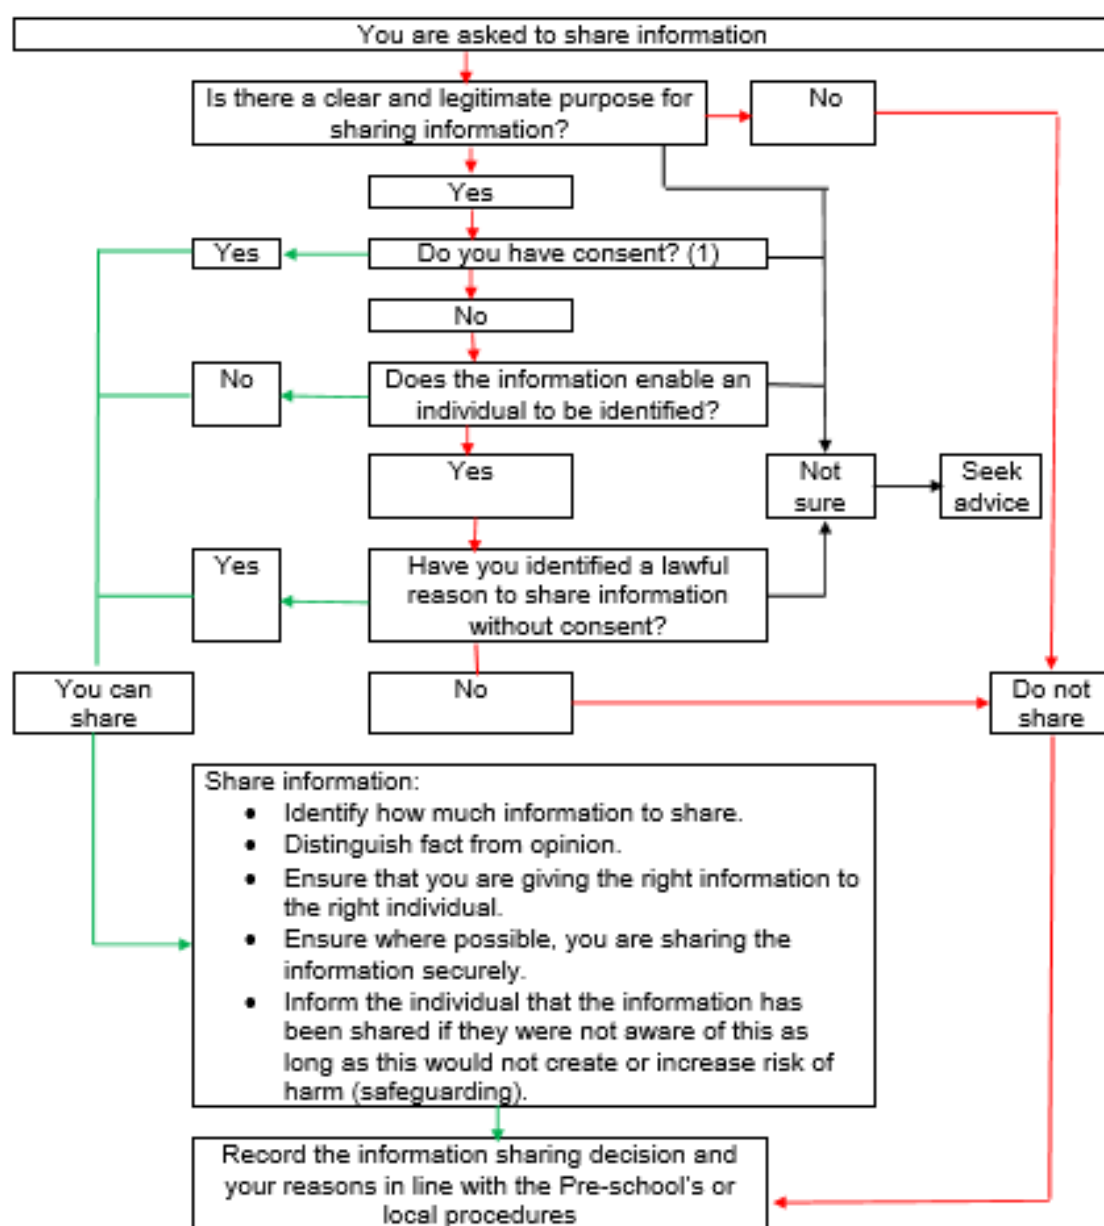 You are asked to share information
Is there a clear and legitimate purpose for
sharing information?
No
Yes
Yes
Do you have consent? (1)
No
No
Does the information enable an
individual to be identified?
Yes
Not
sure
Seek
advice
Yes
Have you identified a lawful
reason to share information
without consent?
You can
share
No
Do not
share
Share information:
• Identify how much information to share.
• Distinguish fact from opinion.
• Ensure that you are giving the right information to
the right individual.
• Ensure where possible, you are sharing the
information securely.
• Inform the individual that the information has
been shared if they were not aware of this as
long as this would not create or increase risk of
harm (safeguarding).
Record the information sharing decision and
your reasons in line with the Pre-school's or
local procedures